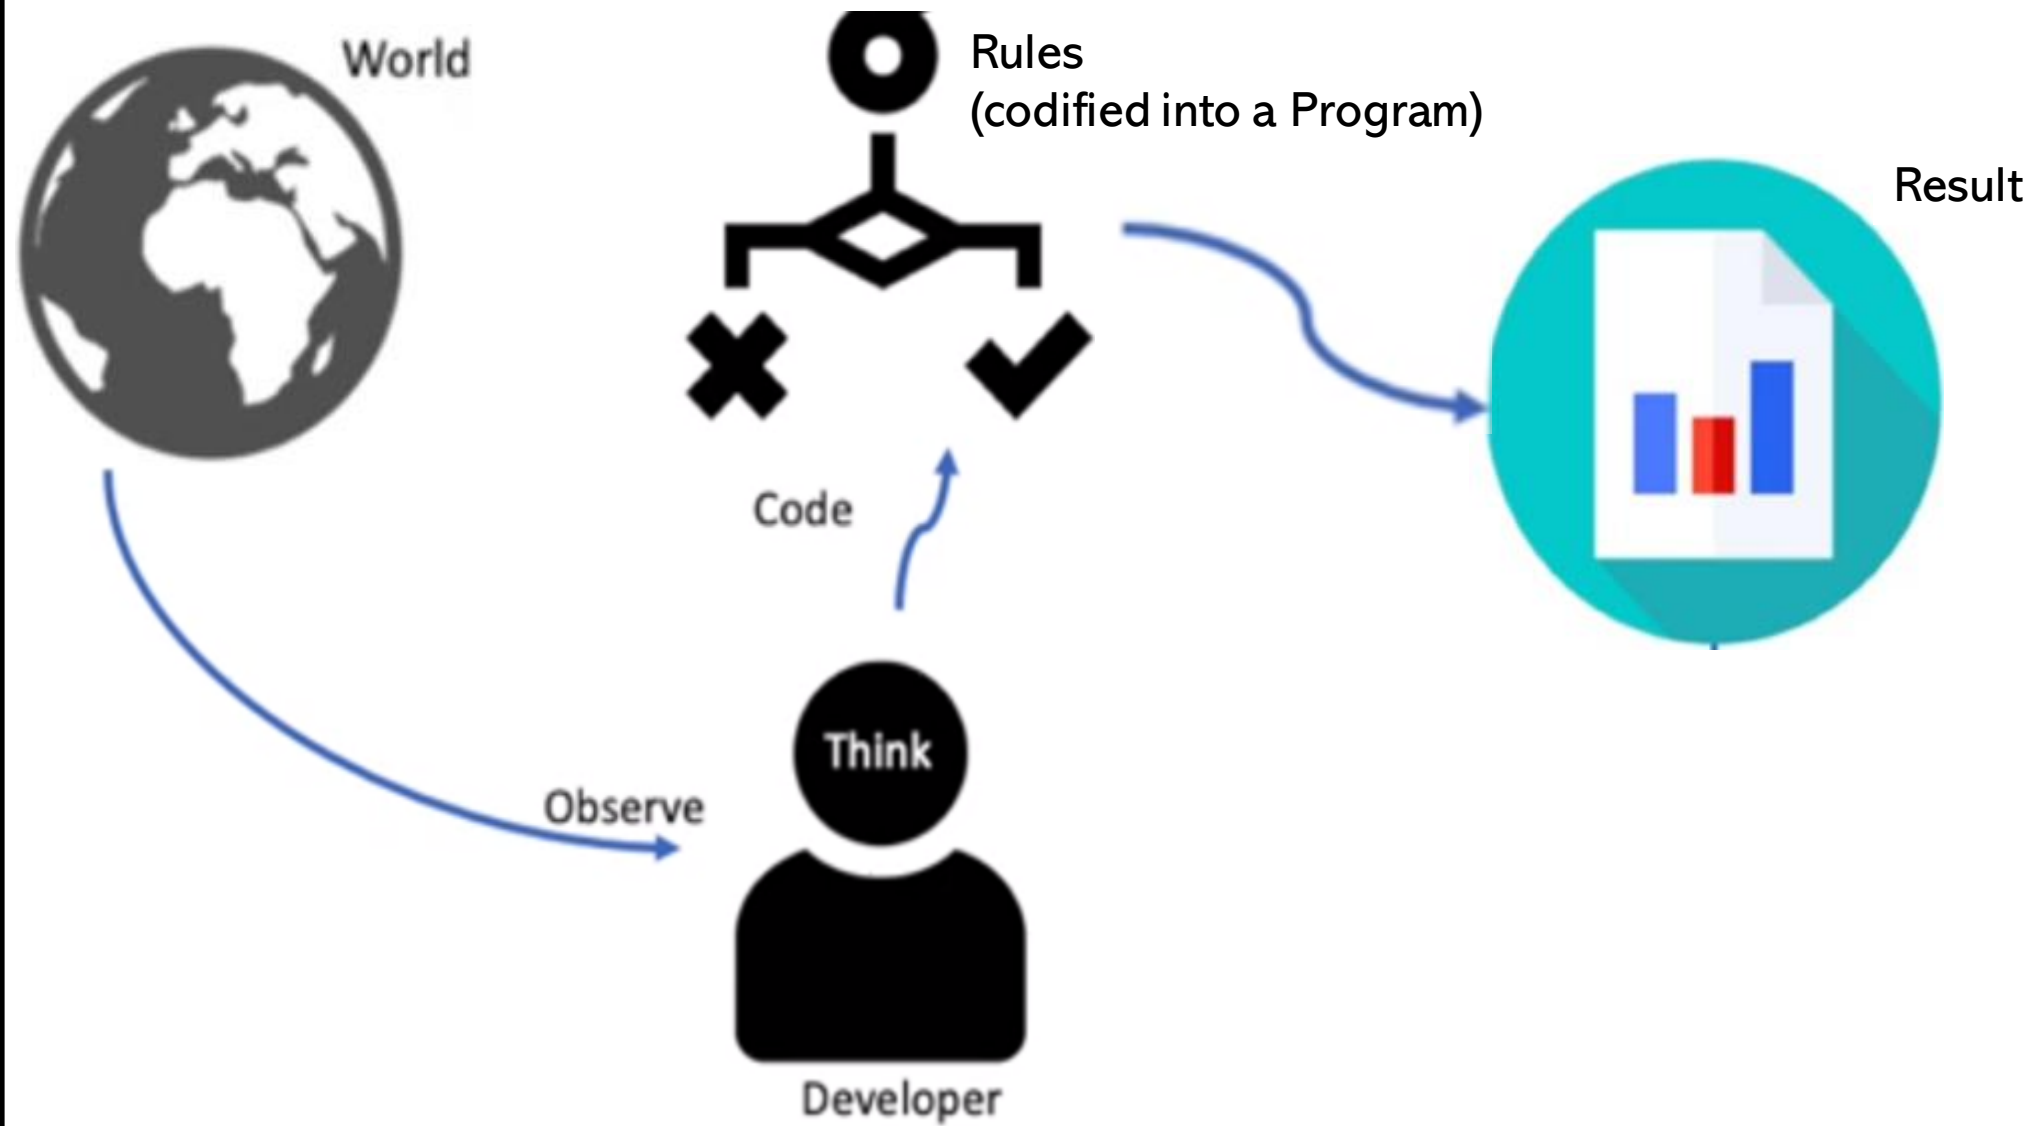 World
Rules
(codified into a Program)
Result
Code
Think
Observe
Developer